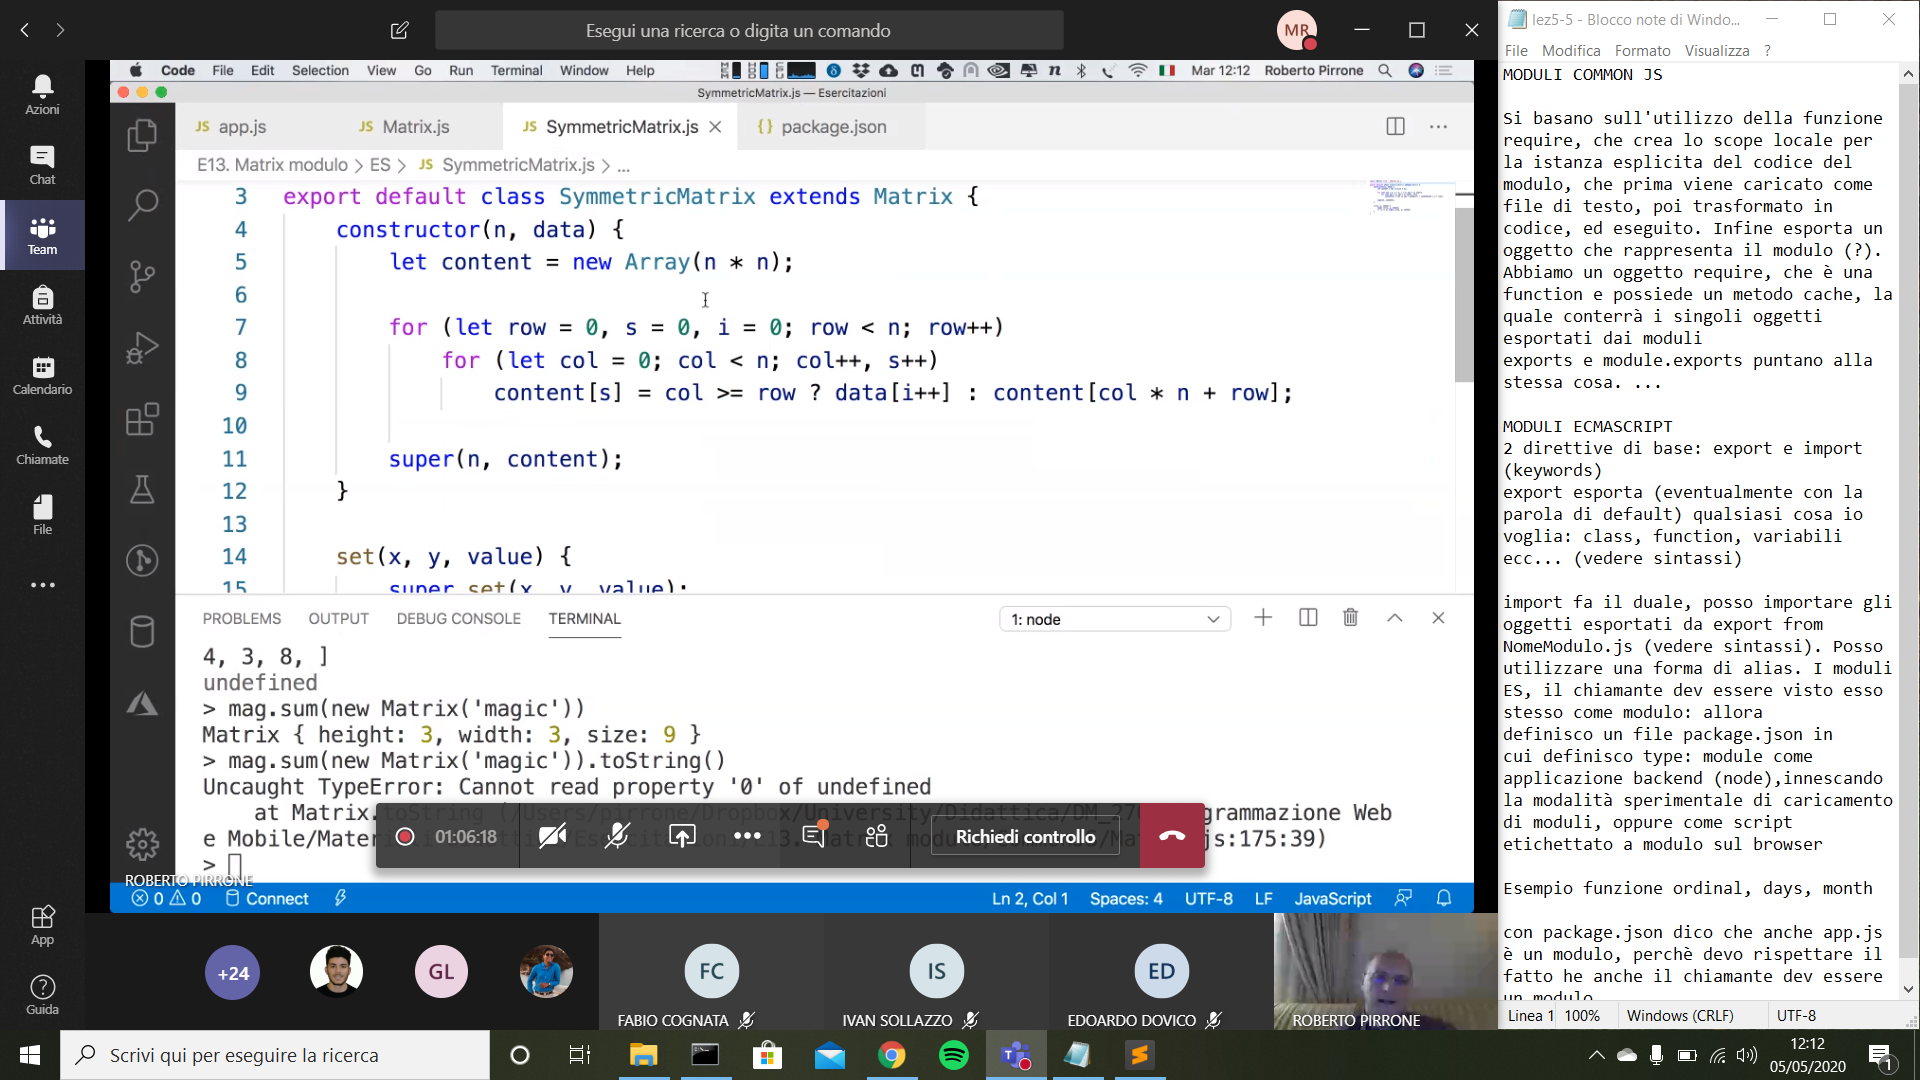 Esegui una ricerca o digita un comando
MR
Azioni
Chat
Team
Attività
Calendario
Chiamate
File
App
Guida
Code File Edit Selection View Go Run Terminal Window Help
Mar 12:12 Roberto Pirrone
SymmetricMatrix.js — Esercitazioni
JS app.js
JS Matrix.js
JS SymmetricMatrix.js
{} package.json
E13. Matrix modulo > ES > JS SymmetricMatrix.js > ...
3 export default class SymmetricMatrix extends Matrix {
4 constructor(n, data) {
5 let content = new Array(n * n);
6
7 for (let row = 0, s = 0, i = 0; row < n; row++)
8 for (let col = 0; col < n; col++, s++)
9 content[s] = col >= row ? data[i++] : content[col * n + row];
10
11 super(n, content);
12 }
13
14 set(x, y, value) {
15 super.set(x, y, value);
PROBLEMS OUTPUT DEBUG CONSOLE TERMINAL
1: node
4, 3, 8, ]
undefined
> mag.sum(new Matrix('magic'))
Matrix { height: 3, width: 3, size: 9 }
> mag.sum(new Matrix('magic')).toString()
Uncaught TypeError: Cannot read property '0' of undefined
at Matrix.toString (/Users/pirrone/Dropbox/University/Didattica/DM_27 grammazione Web
e Mobile/Mater js:175:39)
>
01:06:18
Richiedi controllo
ROBERTO PIRRONE
0 0 Connect
Ln 2, Col 1 Spaces: 4 UTF-8 LF JavaScript
+24
GL
FC
FABIO COGNATA
IS
IVAN SOLLAZZO
ED
EDOARDO DOVICO
ROBERTO PIRRONE
lez5-5 - Blocco note di Windo...
File Modifica Formato Visualizza ?
MODULI COMMON JS
Si basano sull'utilizzo della funzione
require, che crea lo scope locale per
la istanza esplicita del codice del
modulo, che prima viene caricato come
file di testo, poi trasformato in
codice, ed eseguito. Infine esporta un
oggetto che rappresenta il modulo (?).
Abbiamo un oggetto require, che è una
function e possiede un metodo cache, la
quale conterrà i singoli oggetti
esportati dai moduli
exports e module.exports puntano alla
stessa cosa. ...
MODULI ECMASCRIPT
2 direttive di base: export e import
(keywords)
export esporta (eventualmente con la
parola di default) qualsiasi cosa io
voglia: class, function, variabili
ecc... (vedere sintassi)
import fa il duale, posso importare gli
oggetti esportati da export from
NomeModulo.js (vedere sintassi). Posso
utilizzare una forma di alias. I moduli
ES, il chiamante dev essere visto esso
stesso come modulo: allora
definisco un file package.json in
cui definisco type: module come
applicazione backend (node),innescando
la modalità sperimentale di caricamento
di moduli, oppure come script
etichettato a modulo sul browser
Esempio funzione ordinal, days, month
con package.json dico che anche app.js
è un modulo, perchè devo rispettare il
fatto he anche il chiamante dev essere
un modulo
Linea 1 100% Windows (CRLF) UTF-8
Scrivi qui per eseguire la ricerca
12:12
05/05/2020
1